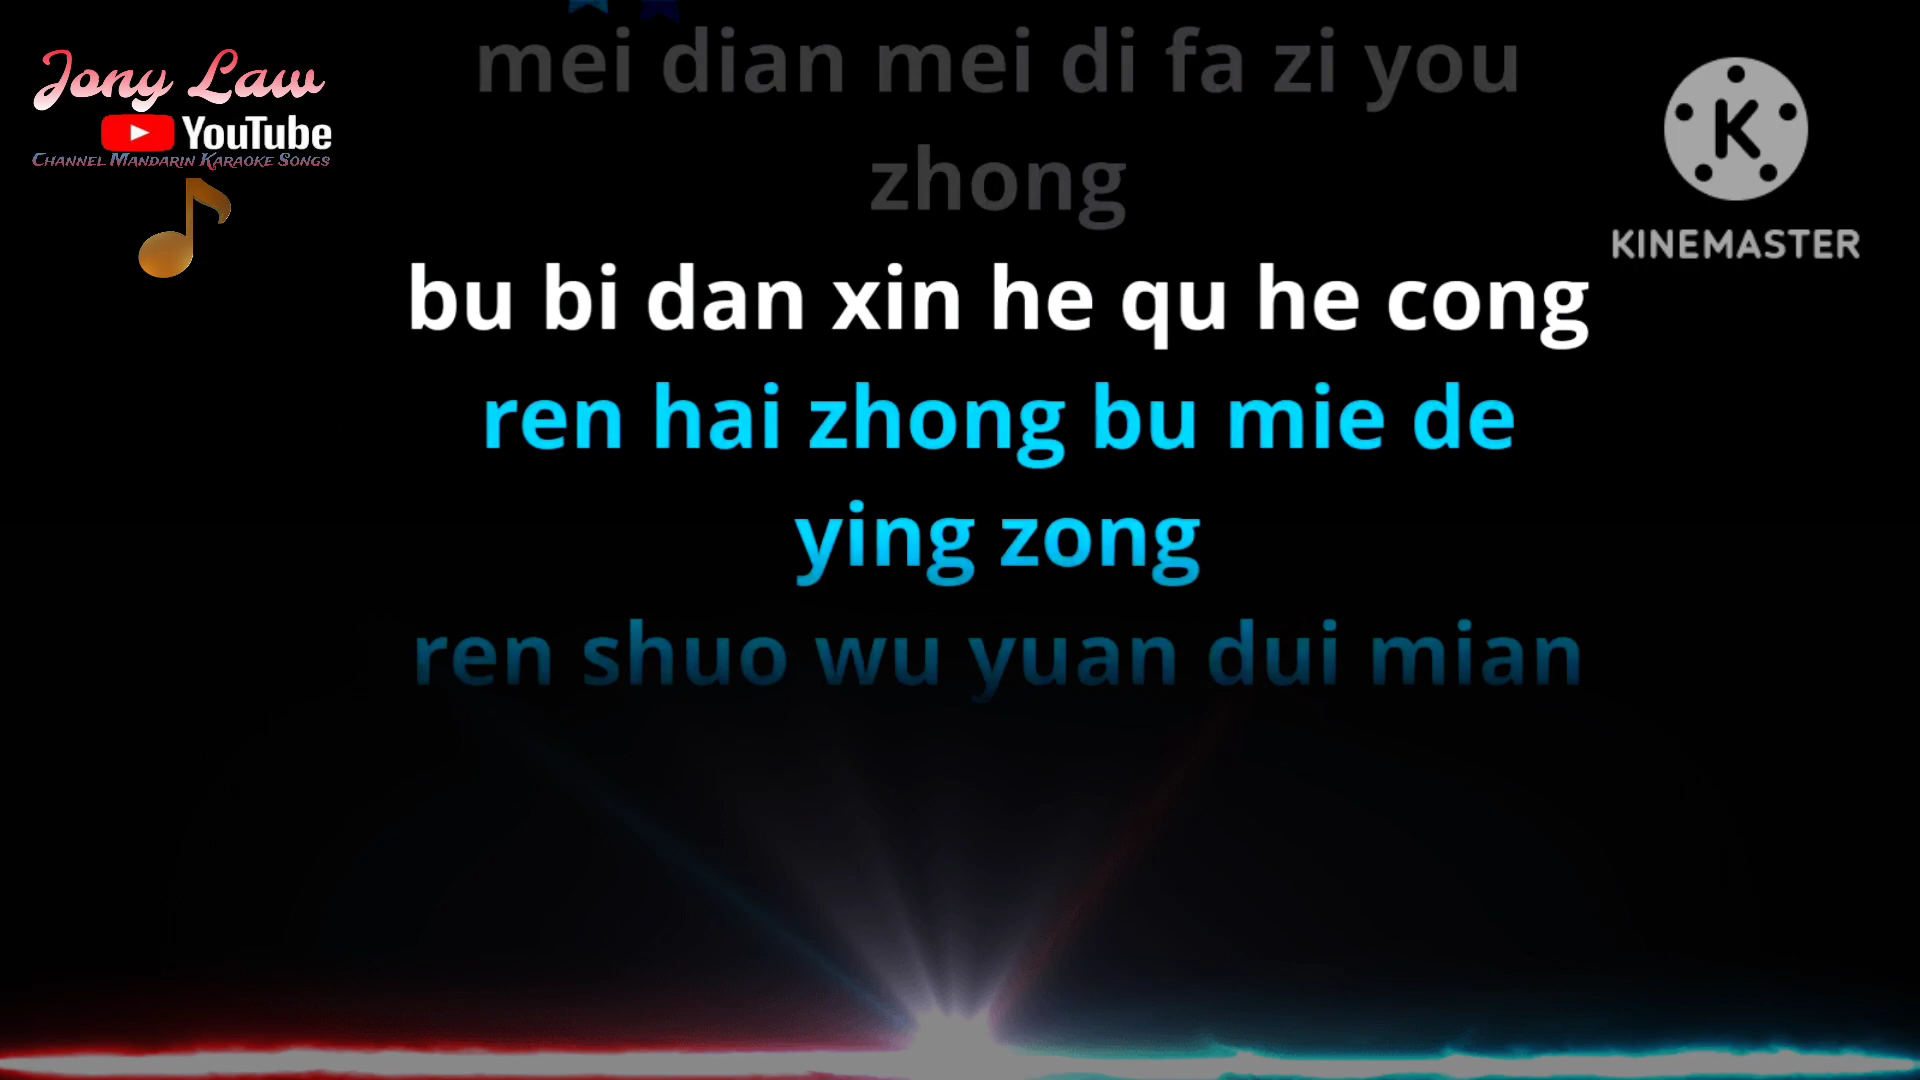 mei dian mei di fa zi you
zhong
bu bi dan xin he qu he cong
ren hai zhong bu mie de
ying zong
ren shuo wu yuan dui mian
Jony Law
YouTube
Channel Mandarin Karaoke Songs
K
KINEMASTER